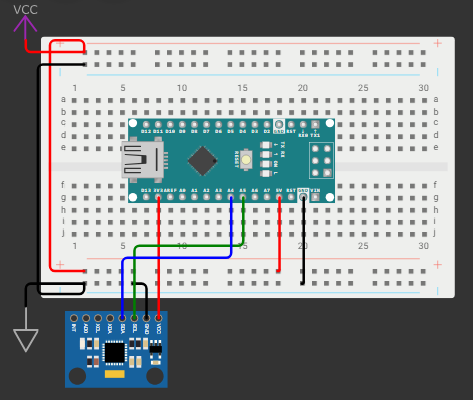 VCC
1 5 10 15 20 25 30
a a
b b
c c
d d
e e
D12 D11 D10 D9 D8 D7 D6 D5 D4 D3 D2 GND RST RX0 TX1
RESET
TX
RX
ON
L
D13 3V3 AREF A0 A1 A2 A3 A4 A5 A6 A7 5V RST GND VIN
f f
g g
h h
i i
j j
1 5 10 15 20 25 30
INT ADO XCL XDA SDA SCL GND VCC